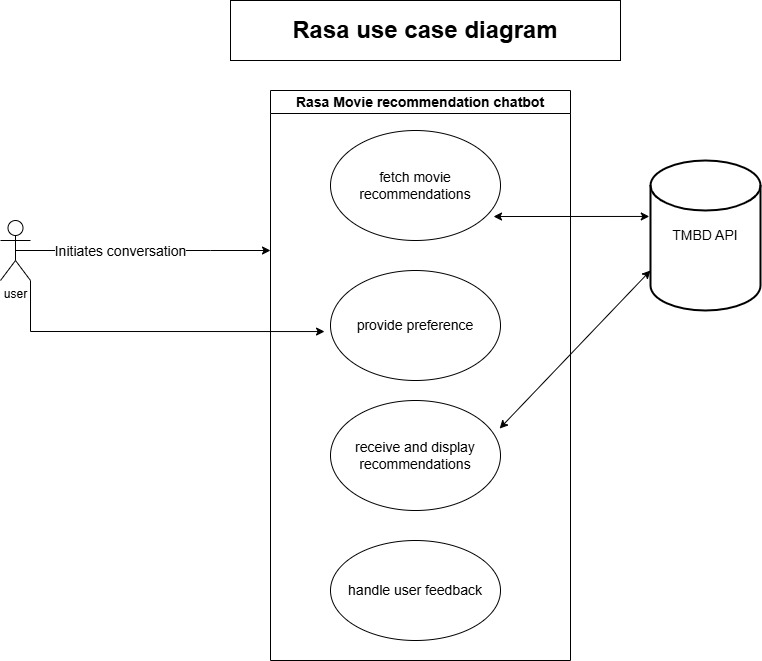 Rasa use case diagram
Rasa Movie recommendation chatbot
fetch movie
recommendations
TMBD API
Initiates conversation
user
provide preference
receive and display
recommendations
handle user feedback